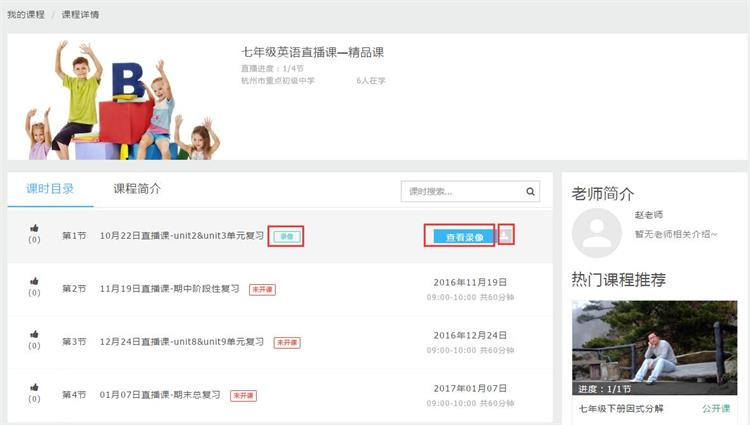 我的课程 / 课程详情
B
七年级英语直播课—精品课
直播进度：1/4节
杭州市重点初级中学 6人在学
课时目录 课程简介 课时搜索...
(0) 第1节 10月22日直播课-unit2&unit3单元复习 录像 查看录像
(0) 第2节 11月19日直播课-期中阶段性复习 未开课 2016年11月19日
09:00-10:00 共60分钟
(0) 第3节 12月24日直播课-unit8&unit9单元复习 未开课 2016年12月24日
09:00-10:00 共60分钟
(0) 第4节 01月07日直播课-期末总复习 未开课 2017年01月07日
09:00-10:00 共60分钟
老师简介
赵老师
暂无老师相关介绍~
热门课程推荐
进度：1/1节
七年级下册因式分解 公开课